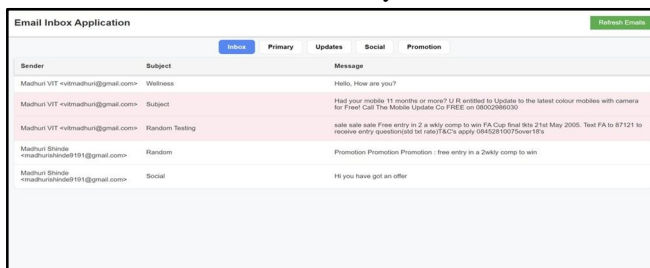 Email Inbox Application
Refresh Emails
Inbox Primary Updates Social Promotion
Sender Subject Message
Madhuri VIT <vitmadhuri@gmail.com> Wellness Hello, How are you?
Madhuri VIT <vitmadhuri@gmail.com> Subject Had your mobile 11 months or more? U R entitled to Update to the latest colour mobiles with camera
for Free! Call The Mobile Update Co FREE on 08002986030
Madhuri VIT <vitmadhuri@gmail.com> Random Testing sale sale sale Free entry in 2 a wkly comp to win FA Cup final tkts 21st May 2005. Text FA to 87121 to
receive entry question(std txt rate)T&C's apply 08452810075over18's
Madhuri Shinde
<madhurishinde9191@gmail.com> Random Promotion Promotion Promotion : free entry in a 2wkly comp to win
Madhuri Shinde
<madhurishinde9191@gmail.com> Social Hi you have got an offer